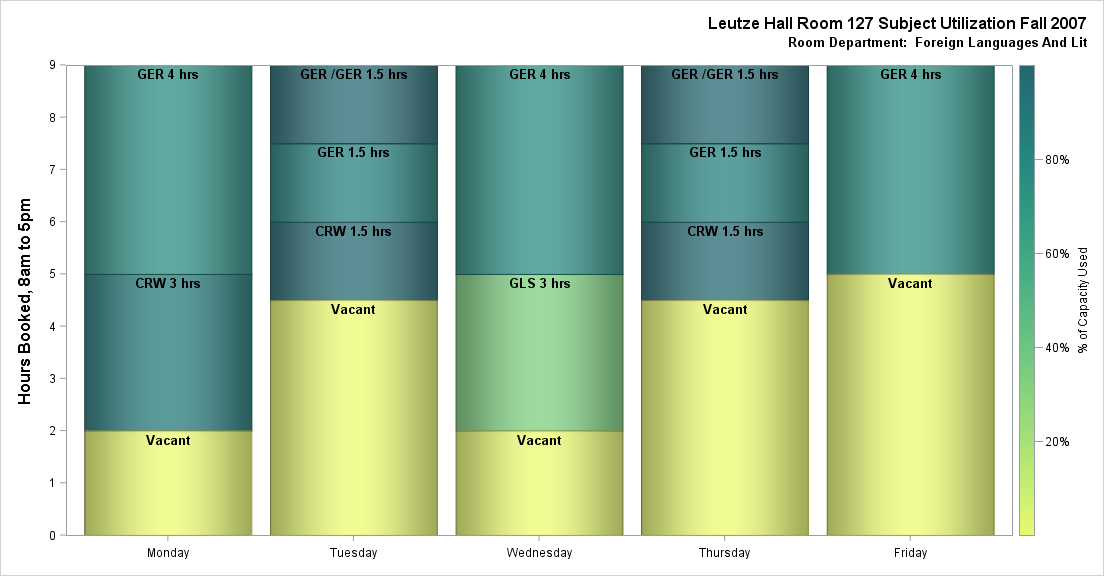 Leutze Hall Room 127 Subject Utilization Fall 2007
Room Department:  Foreign Languages And Lit
Hours Booked, 8am to 5pm
9
8
7
6
5
4
3
2
1
0
GER 4 hrs
CRW 3 hrs
Vacant
GER /GER 1.5 hrs
GER 1.5 hrs
CRW 1.5 hrs
Vacant
GER 4 hrs
GLS 3 hrs
Vacant
GER /GER 1.5 hrs
GER 1.5 hrs
CRW 1.5 hrs
Vacant
GER 4 hrs
Vacant
Monday
Tuesday
Wednesday
Thursday
Friday
80%
60%
40%
20%
% of Capacity Used